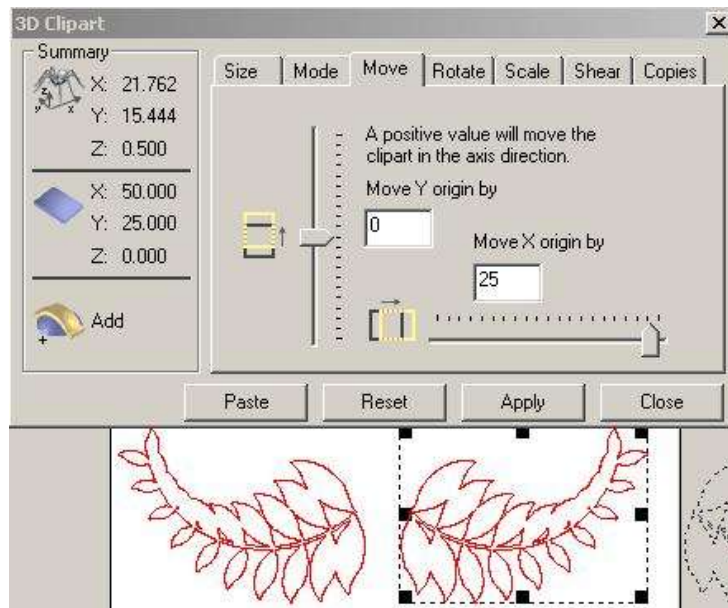 3D Clipart
Summary
X: 21.762
Y: 15.444
Z: 0.500
X: 50.000
Y: 25.000
Z: 0.000
Add
Size Mode Move Rotate Scale Shear Copies
A positive value will move the
clipart in the axis direction.
Move Y origin by
0
Move X origin by
25
Paste Reset Apply Close